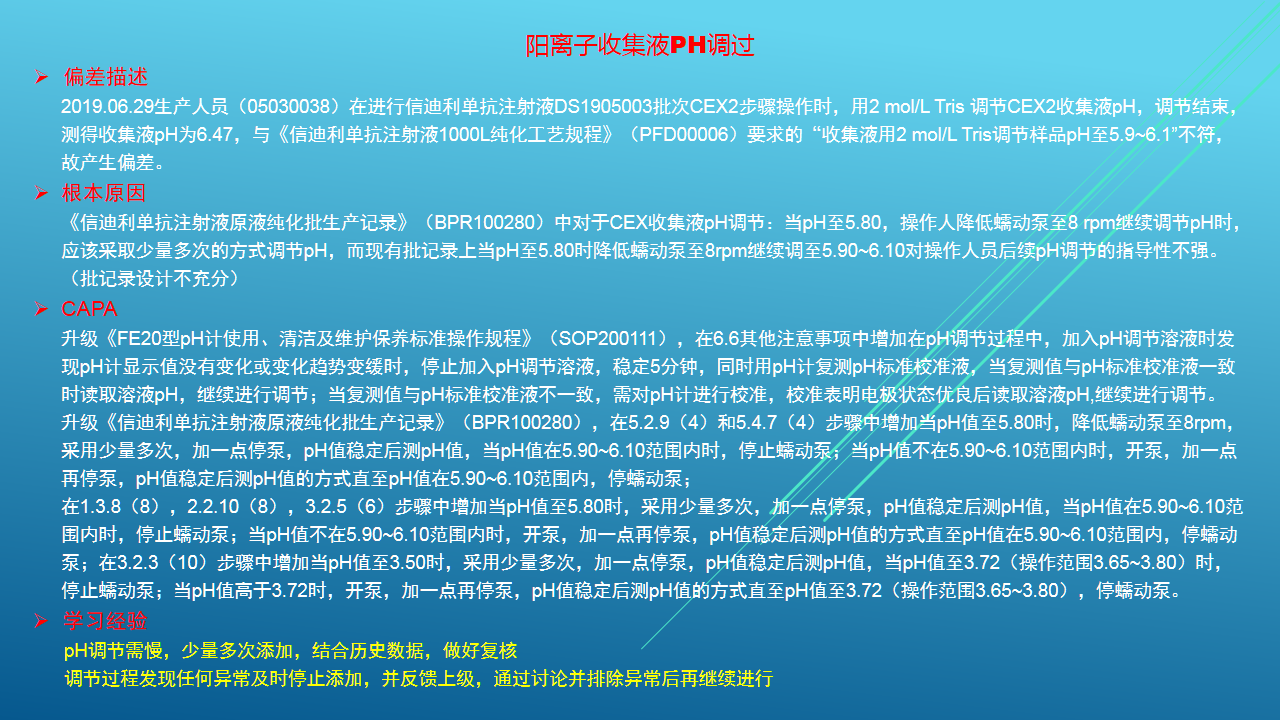 阳离子收集液PH调过
偏差描述
2019.06.29生产人员（05030038）在进行信迪利单抗注射液DS1905003批次CEX2步骤操作时，用2 mol/L Tris 调节CEX2收集液pH，调节结束，
测得收集液pH为6.47，与《信迪利单抗注射液1000L纯化工艺规程》（PFD00006）要求的“收集液用2 mol/L Tris调节样品pH至5.9~6.1”不符，
故产生偏差。
根本原因
《信迪利单抗注射液原液纯化批生产记录》（BPR100280）中对于CEX收集液pH调节：当pH至5.80，操作人降低蠕动泵至8 rpm继续调节pH时，
应该采取少量多次的方式调节pH，而现有批记录上当pH至5.80时降低蠕动泵至8rpm继续调至5.90~6.10对操作人员后续pH调节的指导性不强。
（批记录设计不充分）
CAPA
升级《FE20型pH计使用、清洁及维护保养标准操作规程》（SOP200111），在6.6其他注意事项中增加在pH调节过程中，加入pH调节溶液时发
现pH计显示值没有变化或变化趋势变缓时，停止加入pH调节溶液，稳定5分钟，同时用pH计复测pH标准校准液，当复测值与pH标准校准液一致
时读取溶液pH，继续进行调节；当复测值与pH标准校准液不一致，需对pH计进行校准，校准表明电极状态优良后读取溶液pH,继续进行调节。
升级《信迪利单抗注射液原液纯化批生产记录》（BPR100280），在5.2.9（4）和5.4.7（4）步骤中增加当pH值至5.80时，降低蠕动泵至8rpm，
采用少量多次，加一点停泵，pH值稳定后测pH值，当pH值在5.90~6.10范围内时，停止蠕动泵；当pH值不在5.90~6.10范围内时，开泵，加一点
再停泵，pH值稳定后测pH值的方式直至pH值在5.90~6.10范围内，停蠕动泵；
在1.3.8（8），2.2.10（8），3.2.5（6）步骤中增加当pH值至5.80时，采用少量多次，加一点停泵，pH值稳定后测pH值，当pH值在5.90~6.10范
围内时，停止蠕动泵；当pH值不在5.90~6.10范围内时，开泵，加一点再停泵，pH值稳定后测pH值的方式直至pH值在5.90~6.10范围内，停蠕动
泵；在3.2.3（10）步骤中增加当pH值至3.50时，采用少量多次，加一点停泵，pH值稳定后测pH值，当pH值至3.72（操作范围3.65~3.80）时，
停止蠕动泵；当pH值高于3.72时，开泵，加一点再停泵，pH值稳定后测pH值的方式直至pH值至3.72（操作范围3.65~3.80），停蠕动泵。
学习经验
pH调节需慢，少量多次添加，结合历史数据，做好复核
调节过程发现任何异常及时停止添加，并反馈上级，通过讨论并排除异常后再继续进行